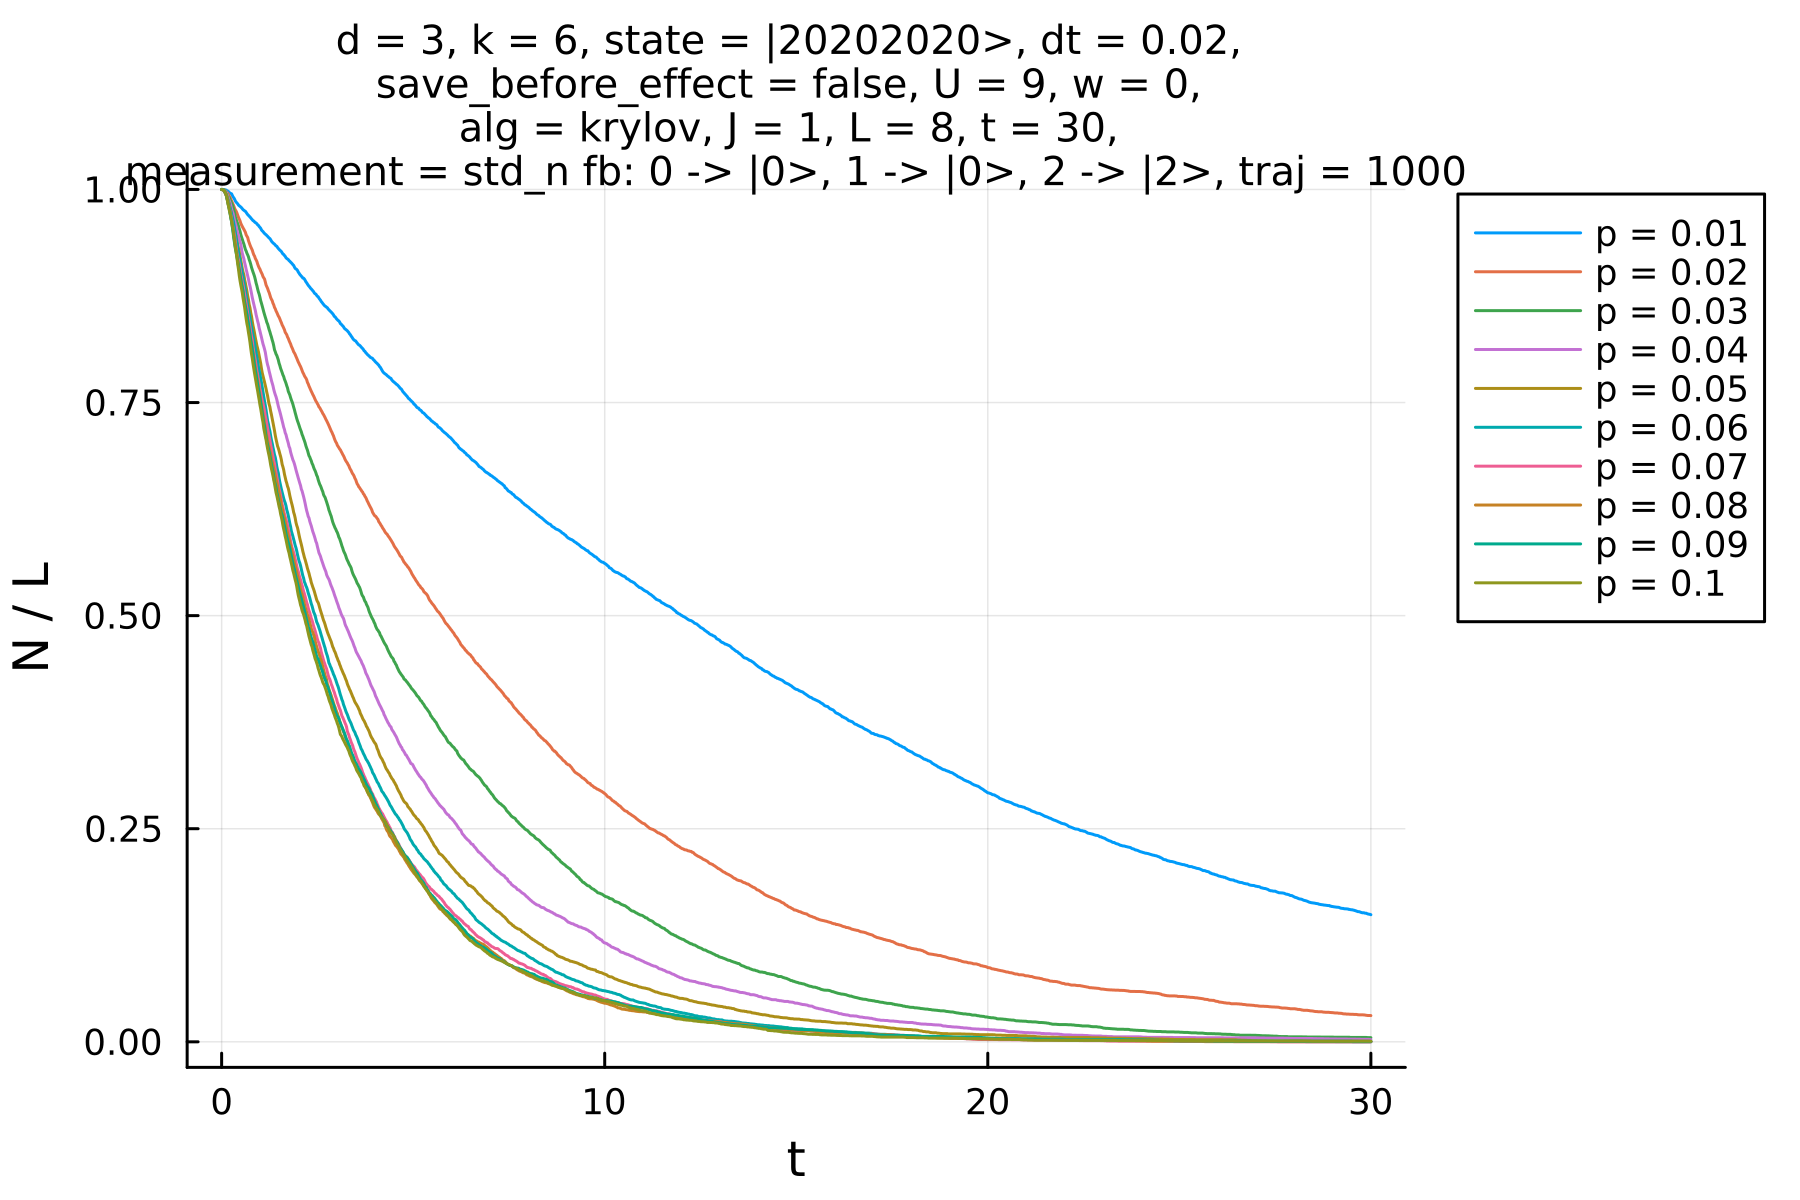 d = 3, k = 6, state = |20202020>, dt = 0.02,
save_before_effect = false, U = 9, w = 0,
alg = krylov, J = 1, L = 8, t = 30,
measurement = std_n fb: 0 -> |0>, 1 -> |0>, 2 -> |2>, traj = 1000
1.00
0.75
0.50
0.25
0.00
N / L
0 10 20 30
t
p = 0.01
p = 0.02
p = 0.03
p = 0.04
p = 0.05
p = 0.06
p = 0.07
p = 0.08
p = 0.09
p = 0.1